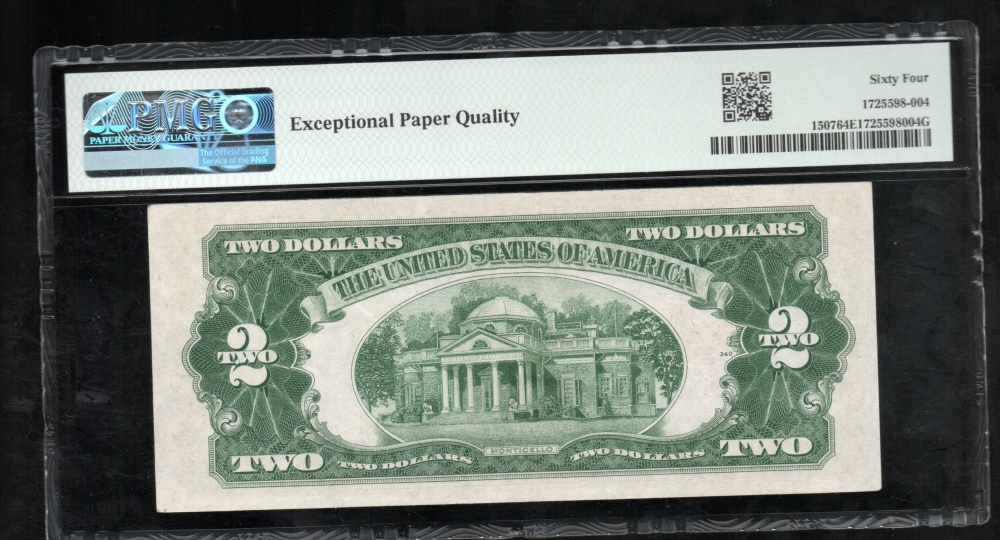 PMG
PAPER MONEY GUARANTY
The Official Grading
Service of the ANA
Exceptional Paper Quality
Sixty Four
1725598-004
150764E1725598004G
TWO DOLLARS
TWO DOLLARS
THE UNITED STATES OF AMERICA
2
TWO
2
TWO
340
MONTICELLO
TWO
TWO DOLLARS
TWO DOLLARS
TWO